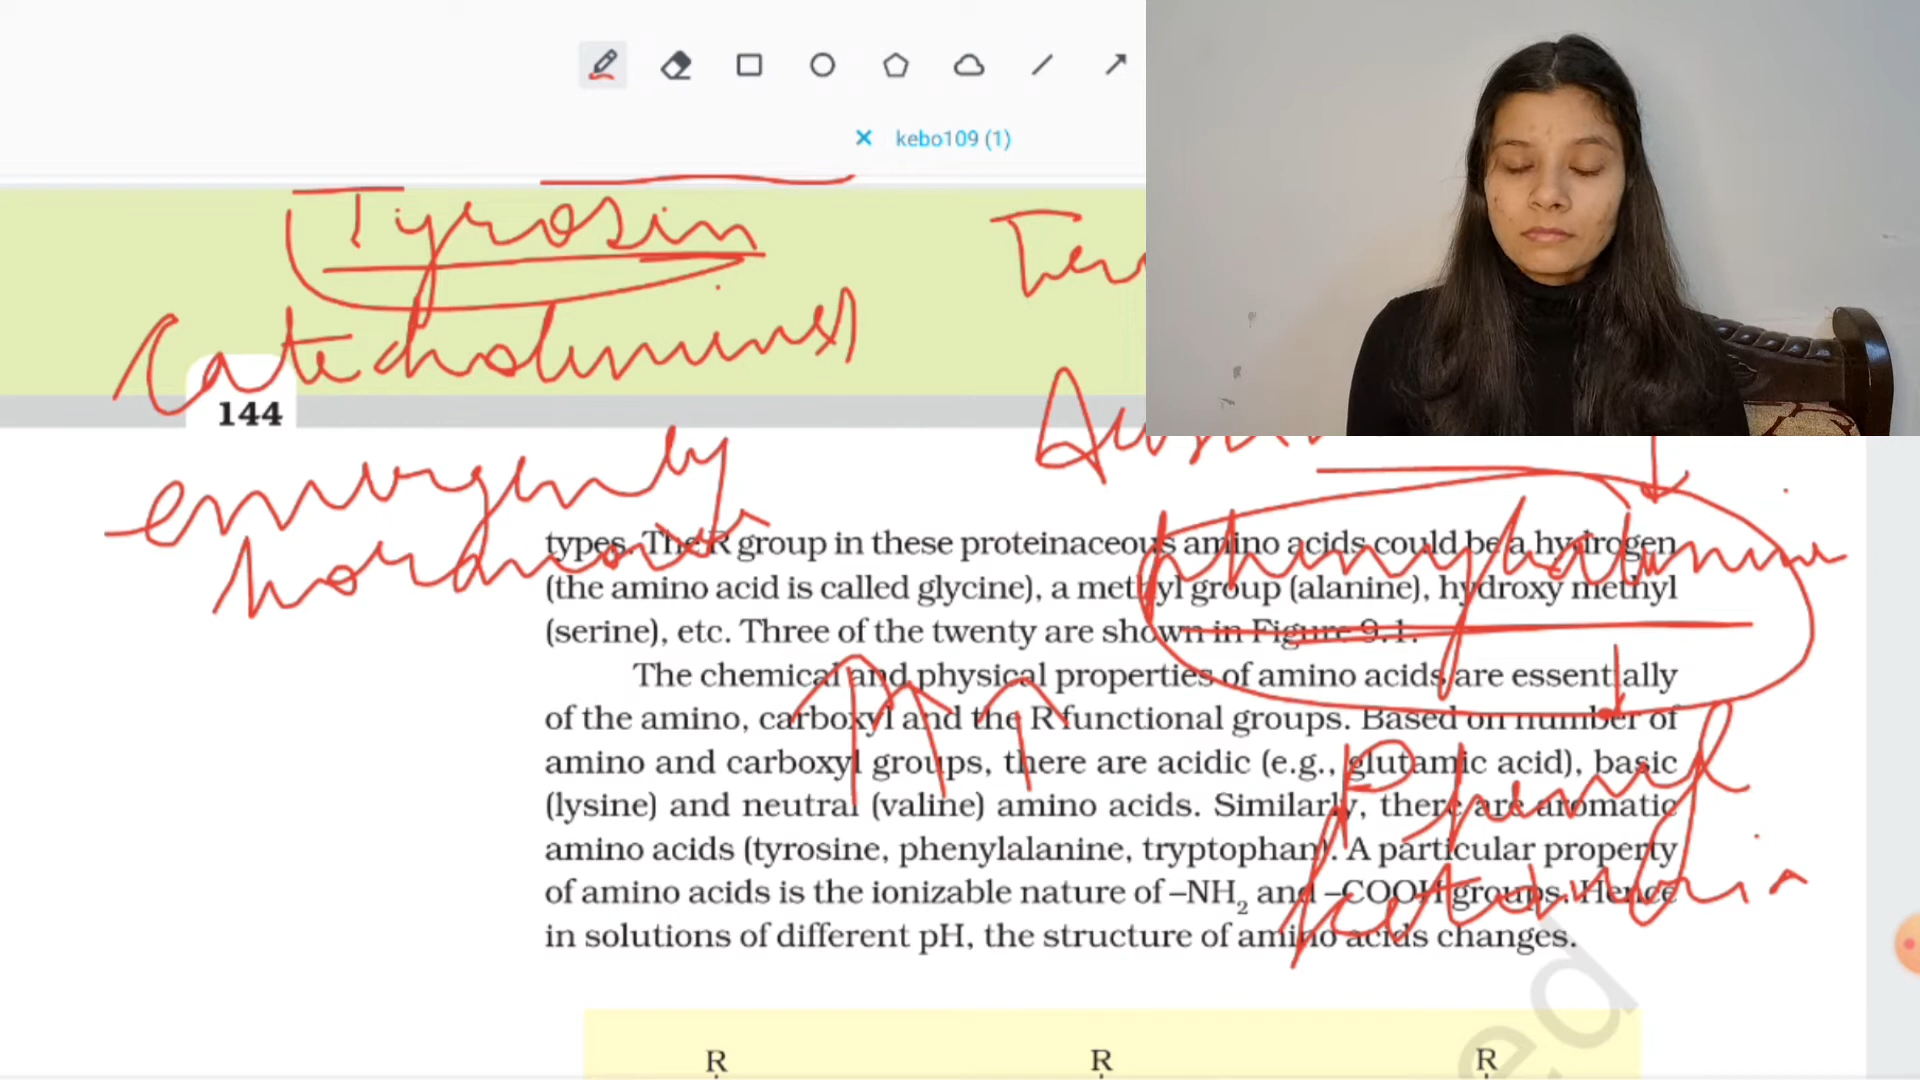 kebo109 (1)
Tyrosin
Catecholamines
144
emergency
hormones
phenylalanine
types. The R group in these proteinaceous amino acids could be a hydrogen
(the amino acid is called glycine), a methyl group (alanine), hydroxy methyl
(serine), etc. Three of the twenty are shown in Figure 9.1.
The chemical and physical properties of amino acids are essentially
of the amino, carboxyl and the R functional groups. Based on number of
amino and carboxyl groups, there are acidic (e.g., glutamic acid), basic
(lysine) and neutral (valine) amino acids. Similarly, there are aromatic
amino acids (tyrosine, phenylalanine, tryptophan). A particular property
of amino acids is the ionizable nature of –NH2 and –COOH groups. Hence
in solutions of different pH, the structure of amino acids changes.
Phenyl
R R R